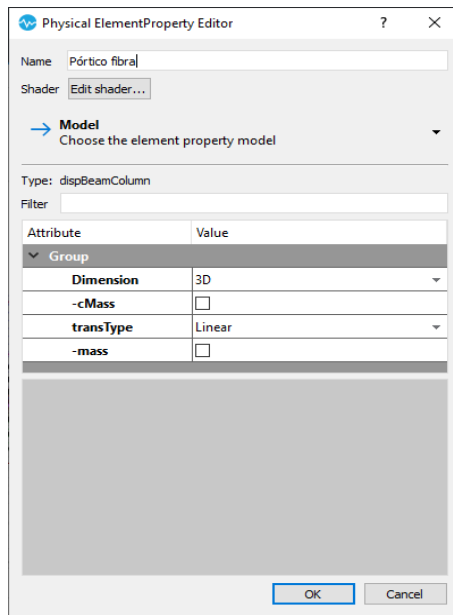 Physical ElementProperty Editor ? ×
Name Pórtico fibra
Shader Edit shader...
Model
Choose the element property model
Type: dispBeamColumn
Filter
Attribute Value
Group
Dimension 3D
-cMass
transType Linear
-mass
OK Cancel